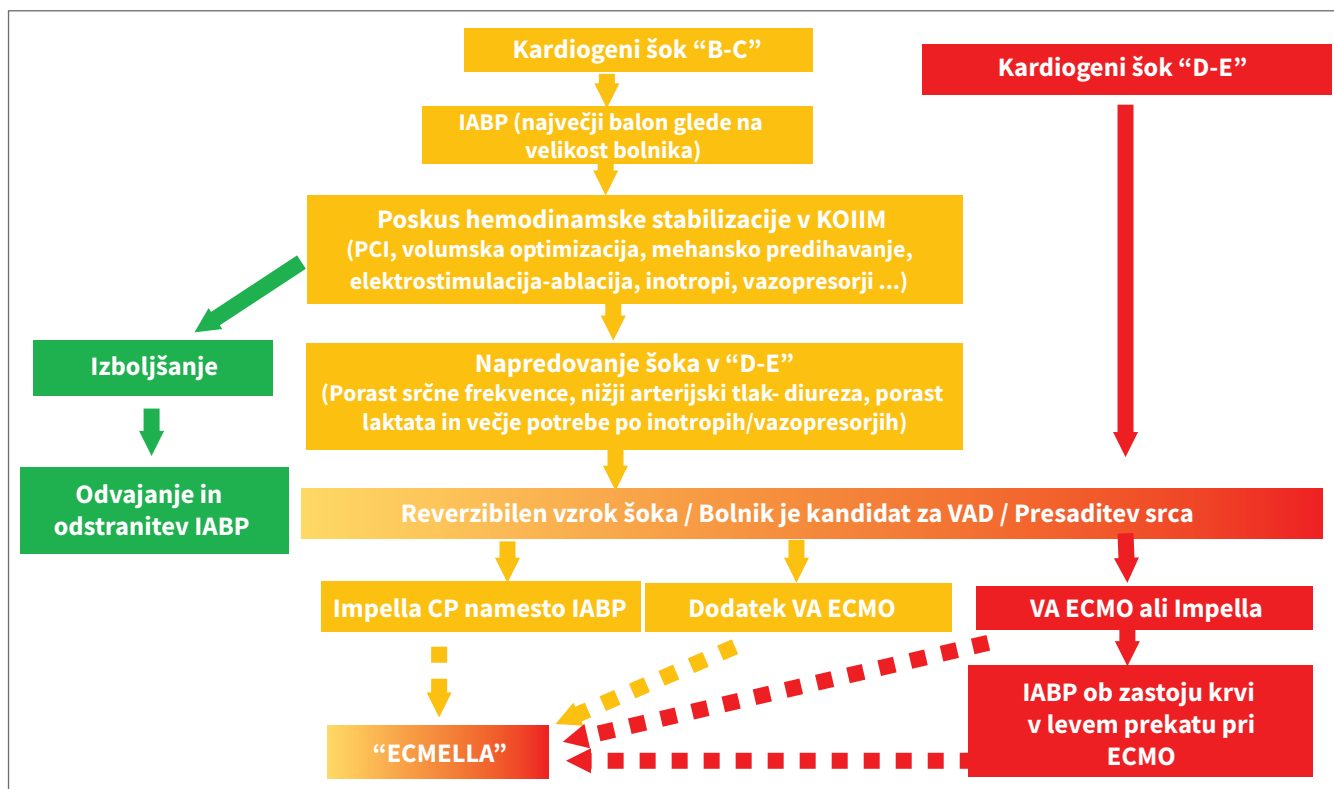 Kardiogeni šok “B-C”
Kardiogeni šok “D-E”
IABP (največji balon glede na
velikost bolnika)
Poskus hemodinamske stabilizacije v KOIIM
(PCI, volumska optimizacija, mehansko predihavanje,
elektrostimulacija-ablacija, inotropi, vazopresorji ...)
Izboljšanje
Napredovanje šoka v “D-E”
(Porast srčne frekvence, nižji arterijski tlak- diureza, porast
laktata in večje potrebe po inotropih/vazopresorjih)
Odvajanje in
odstranitev IABP
Reverzibilen vzrok šoka / Bolnik je kandidat za VAD / Presaditev srca
Impella CP namesto IABP
Dodatek VA ECMO
VA ECMO ali Impella
IABP ob zastoju krvi
v levem prekatu pri
ECMO
“ECMELLA”